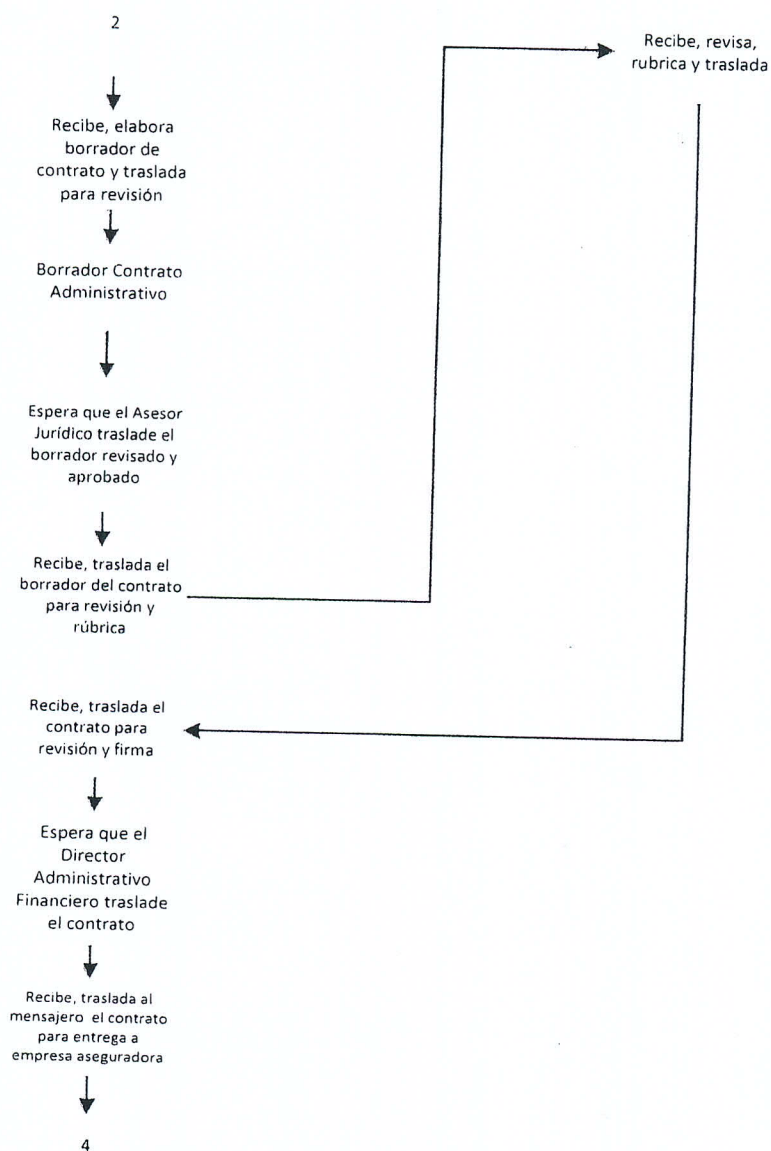 2
Recibe, elabora
borrador de
contrato y traslada
para revisión
Borrador Contrato
Administrativo
Espera que el Asesor
Jurídico traslade el
borrador revisado y
aprobado
Recibe, traslada el
borrador del contrato
para revisión y
rúbrica
Recibe, revisa,
rubrica y traslada
Recibe, traslada el
contrato para
revisión y firma
Espera que el
Director
Administrativo
Financiero traslade
el contrato
Recibe, traslada al
mensajero el contrato
para entrega a
empresa aseguradora
4